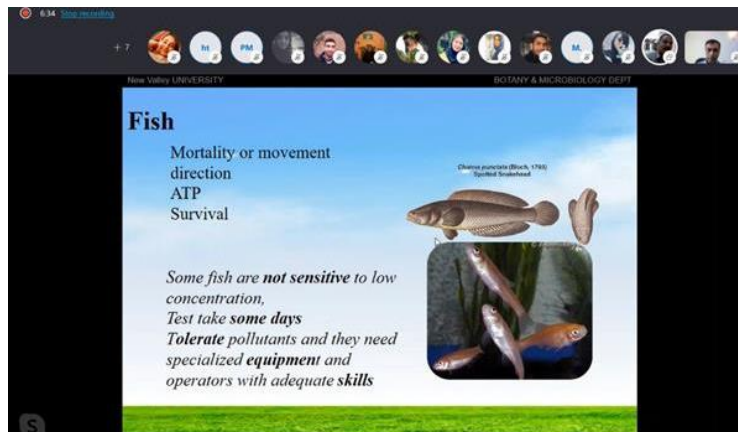 6:34 Stop recording
+ 7
ht
PM
M.
New Valley UNIVERSITY
BOTANY & MICROBIOLOGY DEPT
Fish
Mortality or movement
direction
ATP
Survival
Channa punctata (Bloch, 1793)
Spotted Snakehead
Some fish are not sensitive to low
concentration,
Test take some days
Tolerate pollutants and they need
specialized equipment and
operators with adequate skills
S